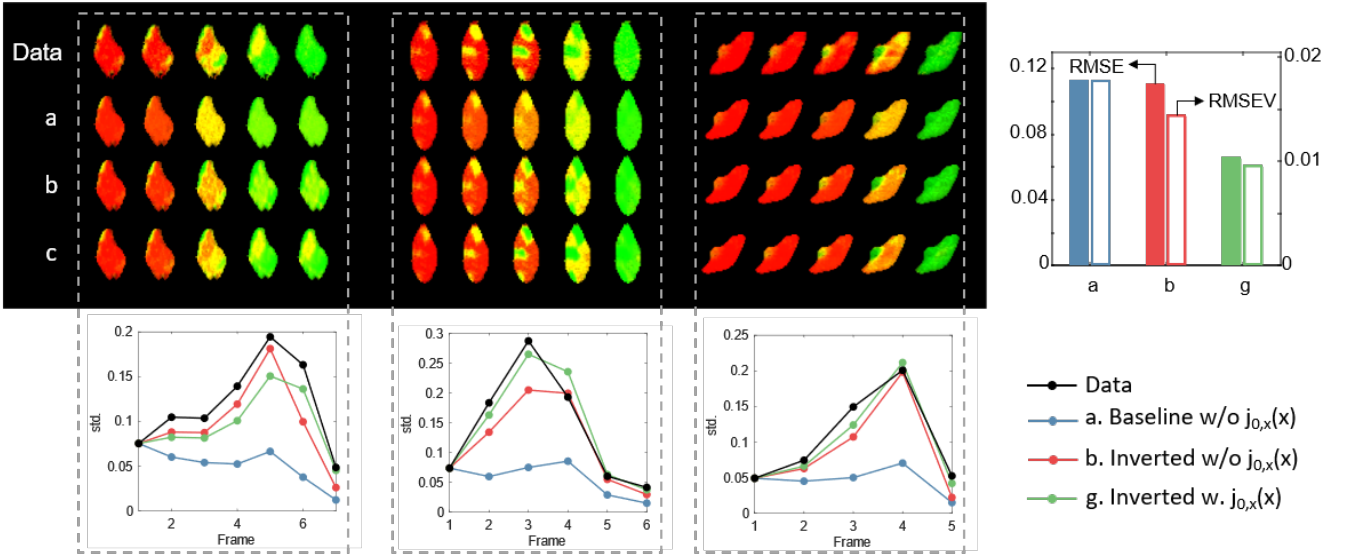 Data
a
b
c
0.12
0.08
0.04
0
RMSE
RMSEV
0.02
0.01
0
a
b
g
0.2
0.15
0.1
0.05
0
std.
2
4
6
Frame
0.3
0.25
0.2
0.15
0.1
0.05
0
std.
1
2
3
4
5
6
Frame
0.25
0.20
0.15
0.10
0.05
0
std.
1
2
3
4
5
Frame
Data
a. Baseline w/o j0,x(x)
b. Inverted w/o j0,x(x)
g. Inverted w. j0,x(x)